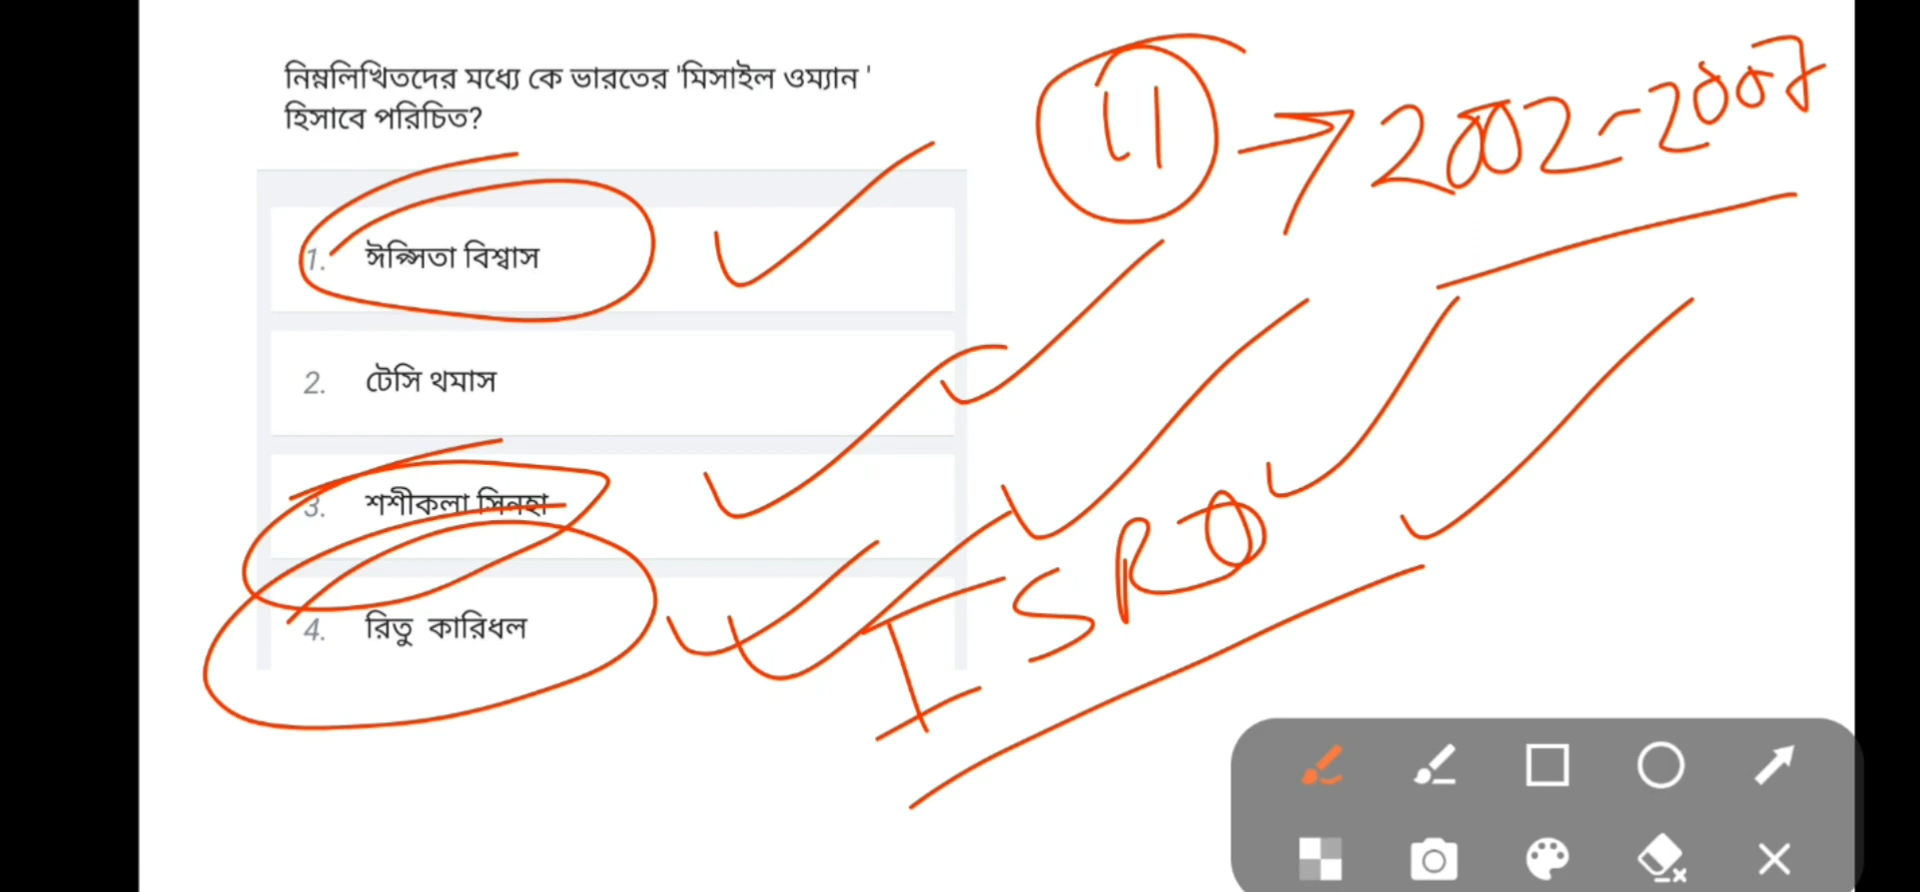 নিম্নলিখিতদের মধ্যে কে ভারতের 'মিসাইল ওম্যান '
হিসাবে পরিচিত?
11 → 2002-2007
1. ঈপ্সিতা বিশ্বাস
2. টেসি থমাস
3. শশীকলা সিনহা
4. রিতু কারিধল
ISRO